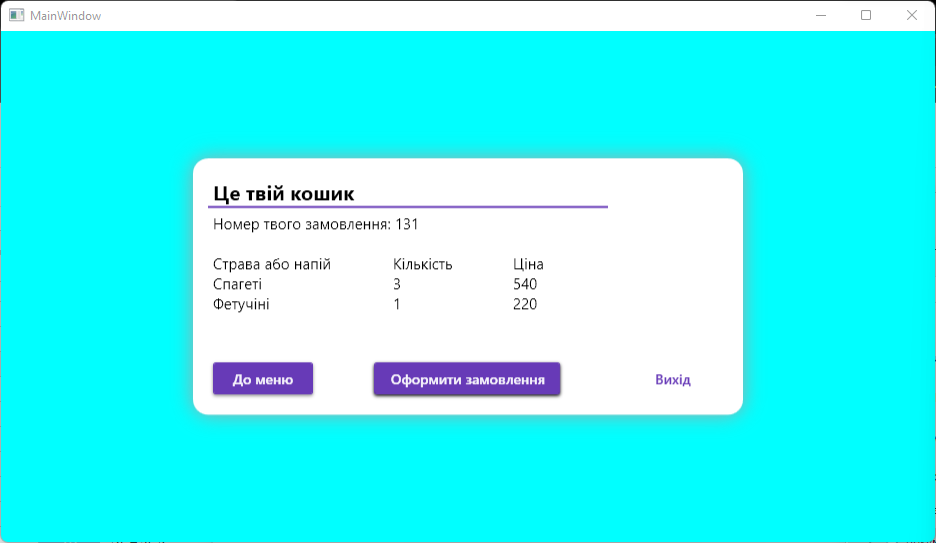 MainWindow
Це твій кошик
Номер твого замовлення: 131
Страва або напій Кількість Ціна
Спагеті 3 540
Фетучіні 1 220
До меню Оформити замовлення Вихід